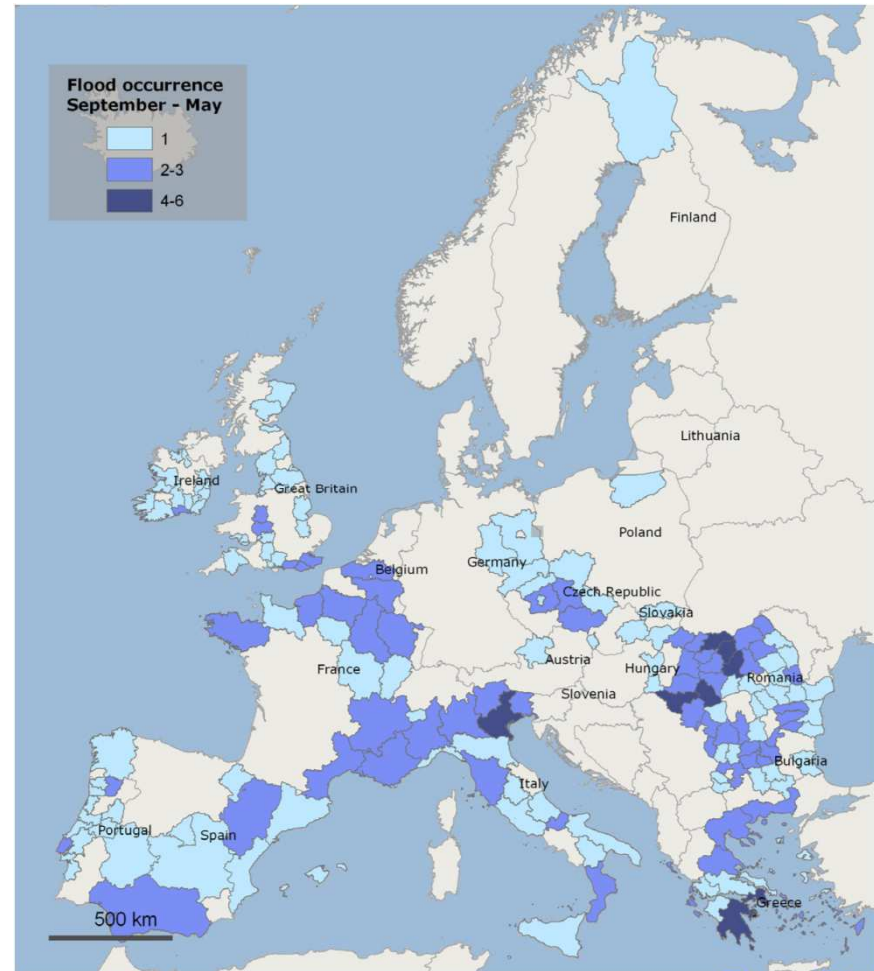 Flood occurrence
September - May
1
2-3
4-6
Finland
Lithuania
Ireland
Great Britain
Poland
Belgium
Germany
Czech Republic
Slovakia
Austria
France
Hungary
Romania
Slovenia
Bulgaria
Italy
Portugal
Spain
Greece
500 km